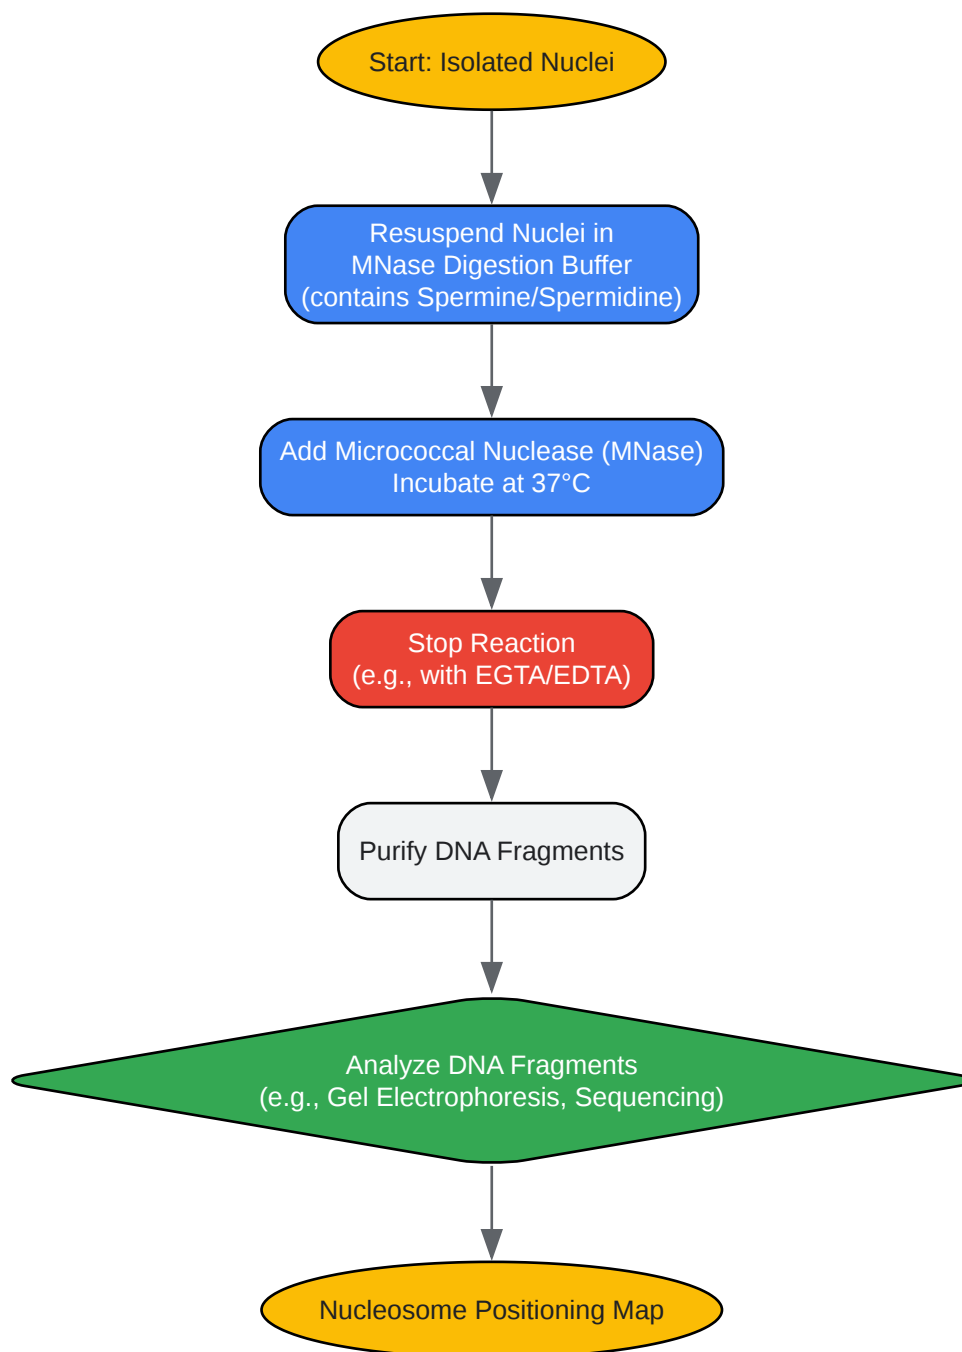 Start: Isolated Nuclei
Resuspend Nuclei in
MNase Digestion Buffer
(contains Spermine/Spermidine)
Add Micrococcal Nuclease (MNase)
Incubate at 37°C
Stop Reaction
(e.g., with EGTA/EDTA)
Purify DNA Fragments
Analyze DNA Fragments
(e.g., Gel Electrophoresis, Sequencing)
Nucleosome Positioning Map